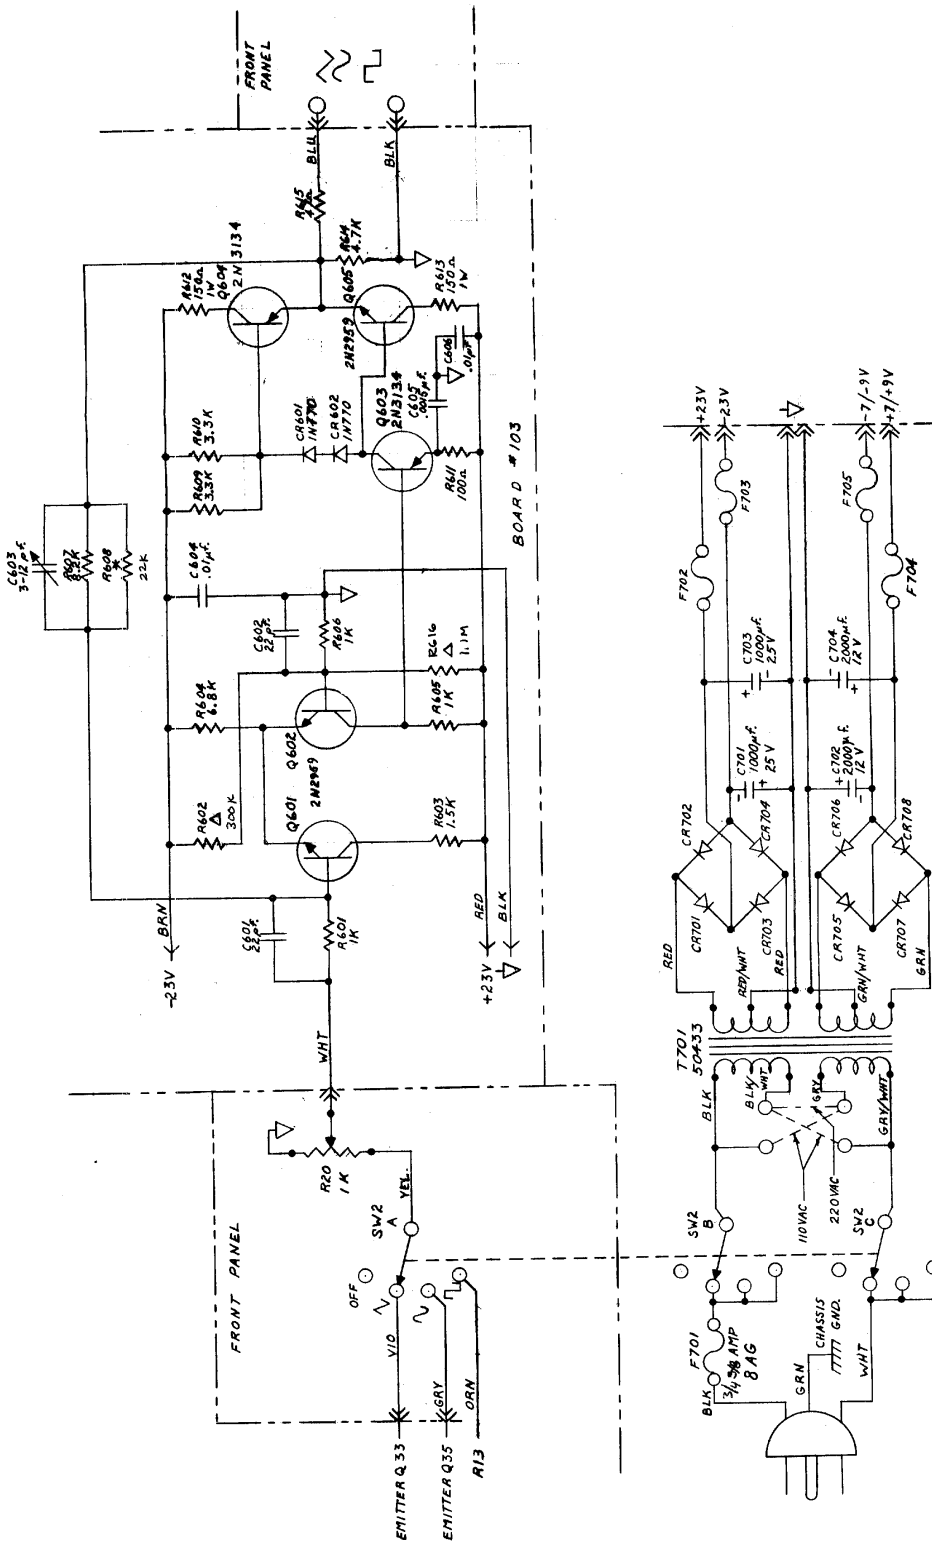 FRONT
PANEL
BLU
BLK
R615
R614
4.7K
R612
150Ω
1W
Q604
2N3134
Q605
2N2959
R613
150Ω
1W
C606
.01µF
R610
3.3K
R609
3.3K
CR601
CR602
1N770
Q603
2N3134
C605
R611
100Ω
C603
3-12 pf.
R607
8.2K
R608
*
22K
C604
.01µf.
C602
22pf.
R606
1K
R616
Δ
1.1M
R605
1K
R604
6.8K
Q602
2N2959
R602
Δ
300K
Q601
R603
1.5K
C601
22pf.
R601
1K
BRN
-23V
RED
+23V
BLK
WHT
BOARD #103
FRONT PANEL
R20
1K
YEL.
SW2
A
OFF
VIO
GRY
ORN
EMITTER Q33
EMITTER Q35
R13
+23V
-23V
-7/-9V
+7/+9V
F702
F703
F705
F704
C703
1000µf.
25V
+
-
C704
2000µf.
12V
-
+
C701
1000µf.
25V
-
+
C702
2000µf
12V
+
-
CR702
CR704
CR701
CR703
CR706
CR708
CR705
CR707
RED
RED/WHT
RED
GRN/WHT
GRN
T701
50433
BLK
BLK/WHT
GRY
GRY/WHT
110VAC
220VAC
SW2
B
SW2
C
F701
3/4 AMP
8AG
BLK
GRN
CHASSIS
GND.
WHT